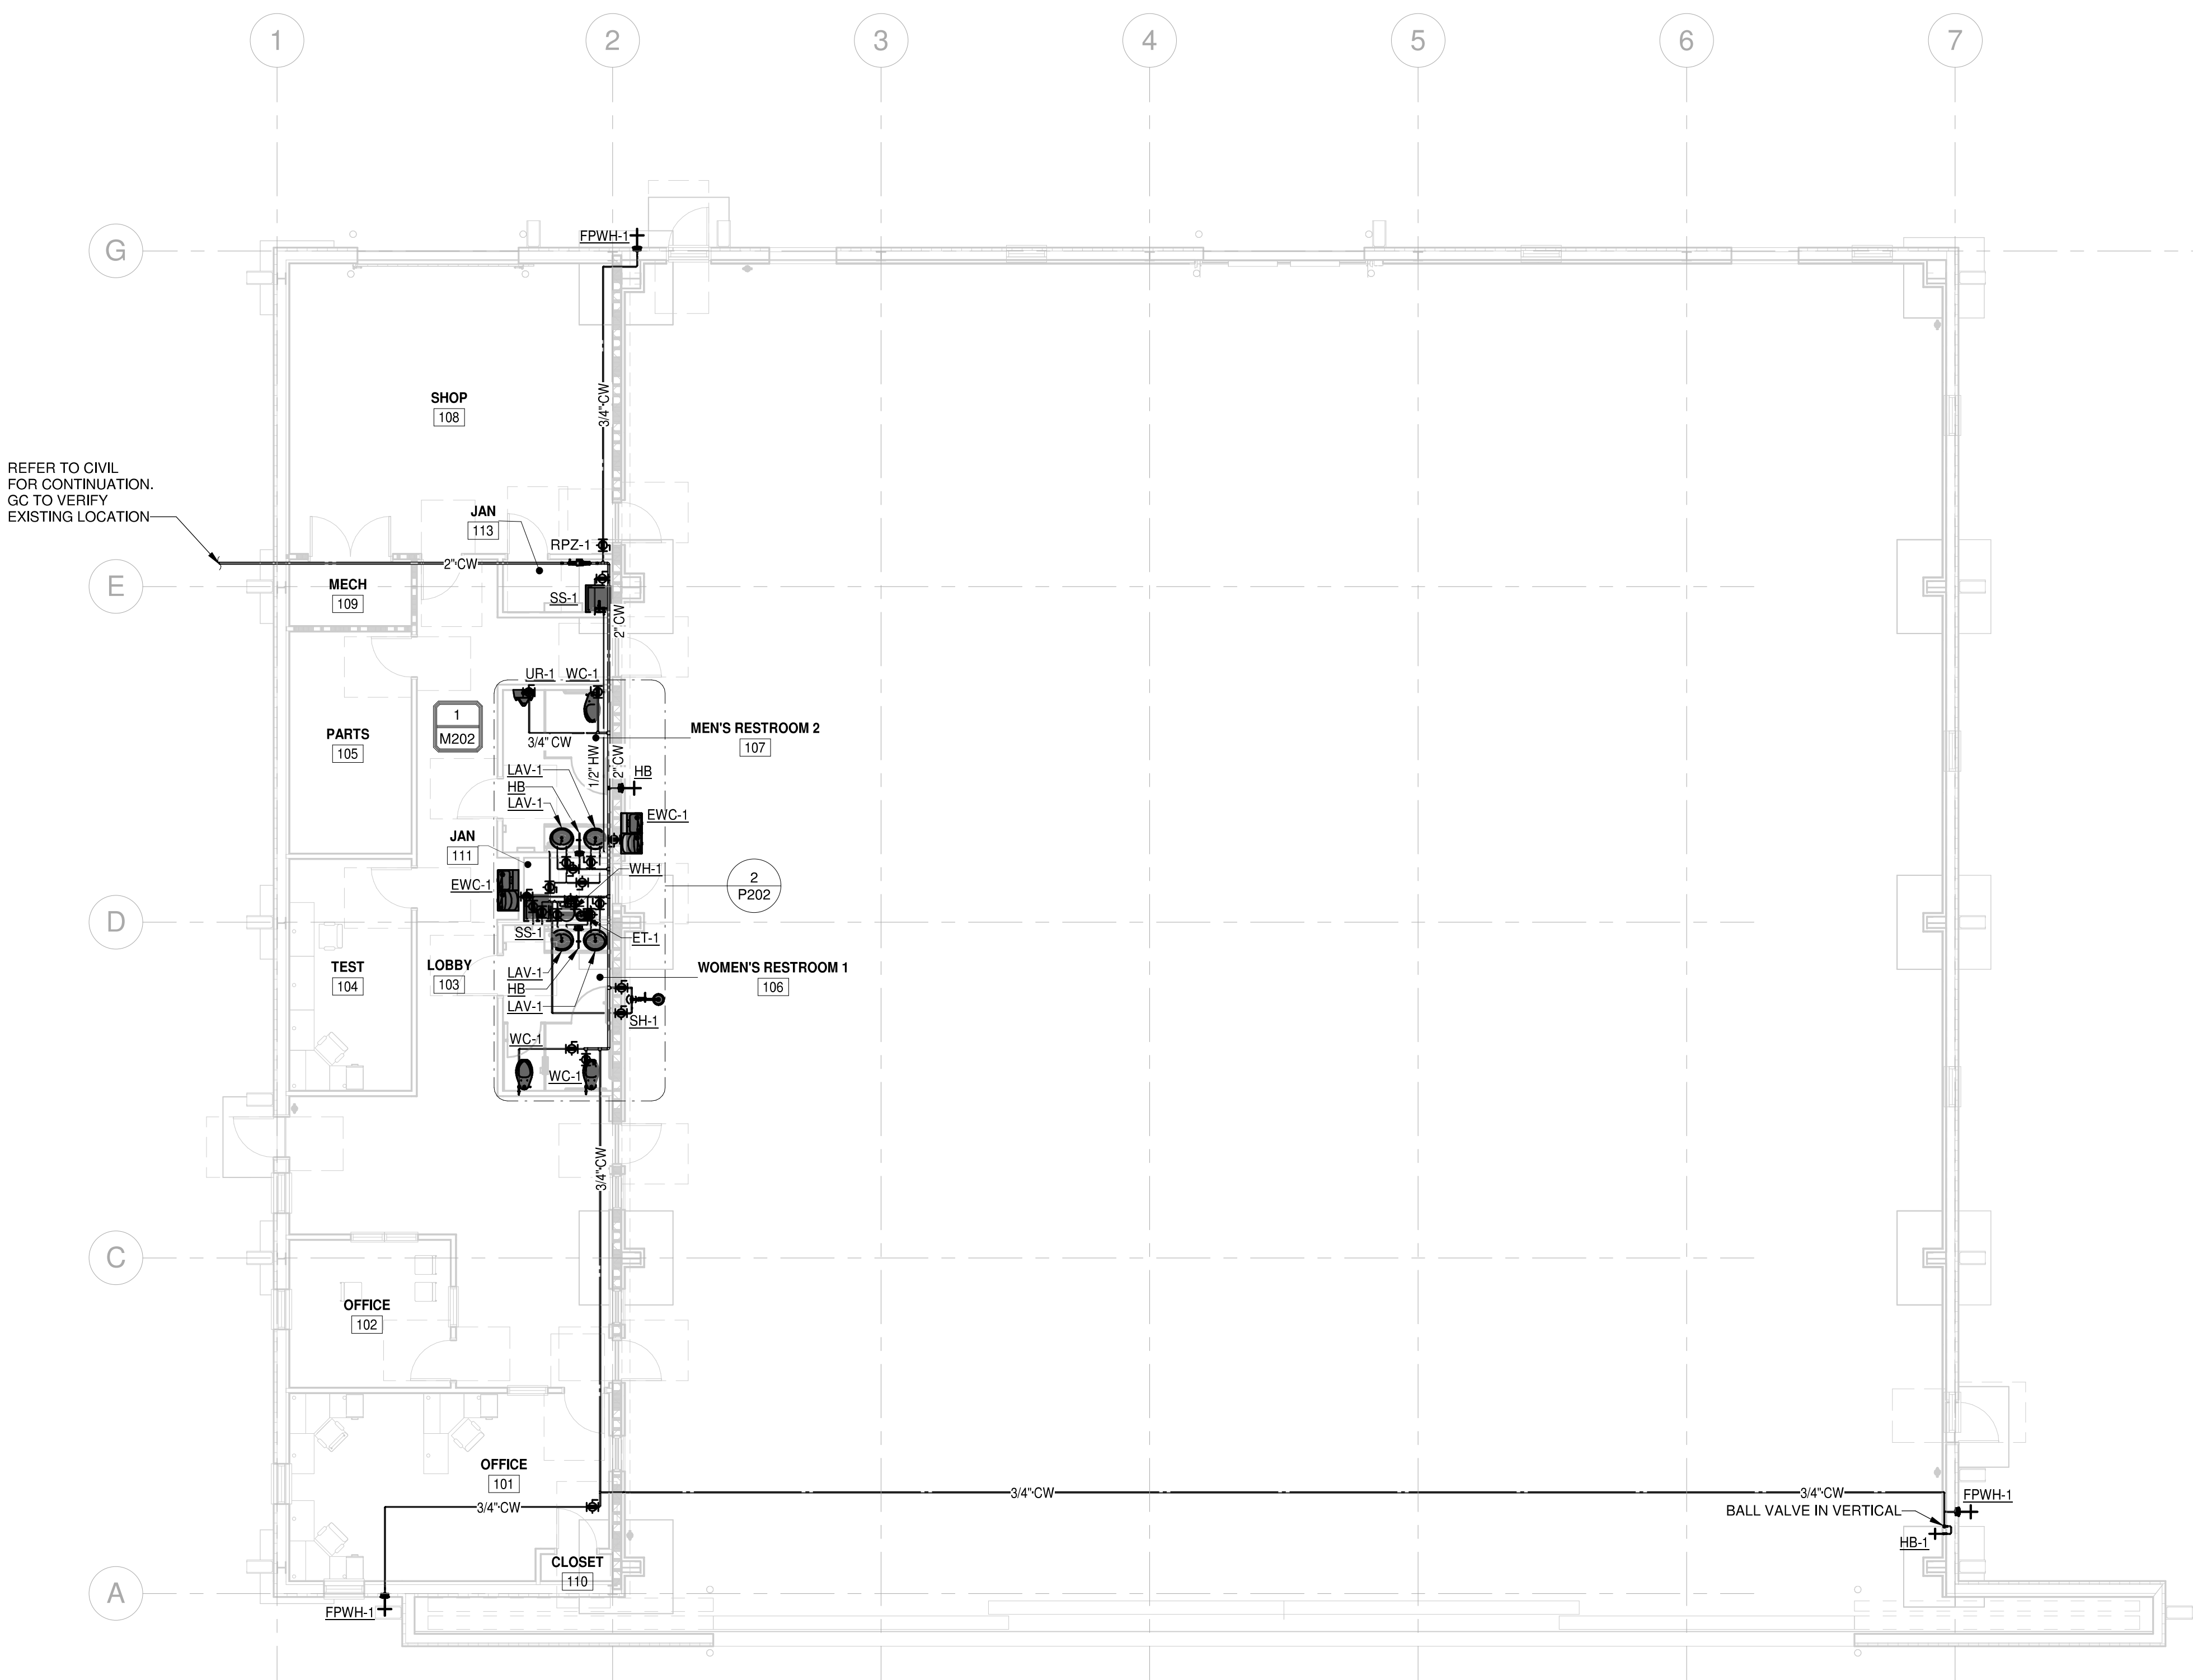 1
2
3
4
5
6
7
G
FPWH-1
3/4" CW
SHOP
108
REFER TO CIVIL
FOR CONTINUATION.
GC TO VERIFY
EXISTING LOCATION
JAN
113
RPZ-1
2" CW
E
MECH
109
SS-1
2" CW
UR-1
WC-1
1
M202
PARTS
105
MEN'S RESTROOM 2
107
3/4" CW
1/2" HW
2" CW
LAV-1
HB
LAV-1
HB
EWC-1
JAN
111
WH-1
EWC-1
2
P202
D
SS-1
ET-1
TEST
104
LOBBY
103
LAV-1
HB
LAV-1
WOMEN'S RESTROOM 1
106
SH-1
WC-1
WC-1
3/4" CW
C
OFFICE
102
OFFICE
101
3/4" CW
3/4" CW
3/4" CW
FPWH-1
BALL VALVE IN VERTICAL
HB-1
CLOSET
110
A
FPWH-1